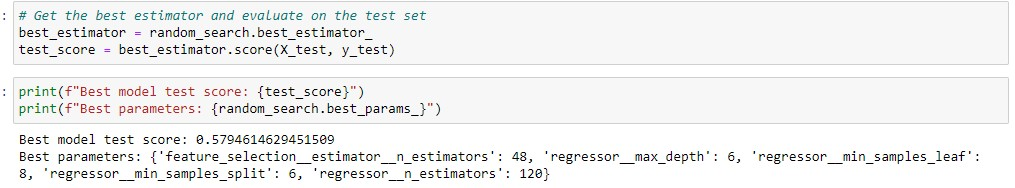 : # Get the best estimator and evaluate on the test set
best_estimator = random_search.best_estimator_
test_score = best_estimator.score(X_test, y_test)
: print(f"Best model test score: {test_score}")
print(f"Best parameters: {random_search.best_params_}")
Best model test score: 0.5794614629451509
Best parameters: {'feature_selection__estimator__n_estimators': 48, 'regressor__max_depth': 6, 'regressor__min_samples_leaf':
8, 'regressor__min_samples_split': 6, 'regressor__n_estimators': 120}